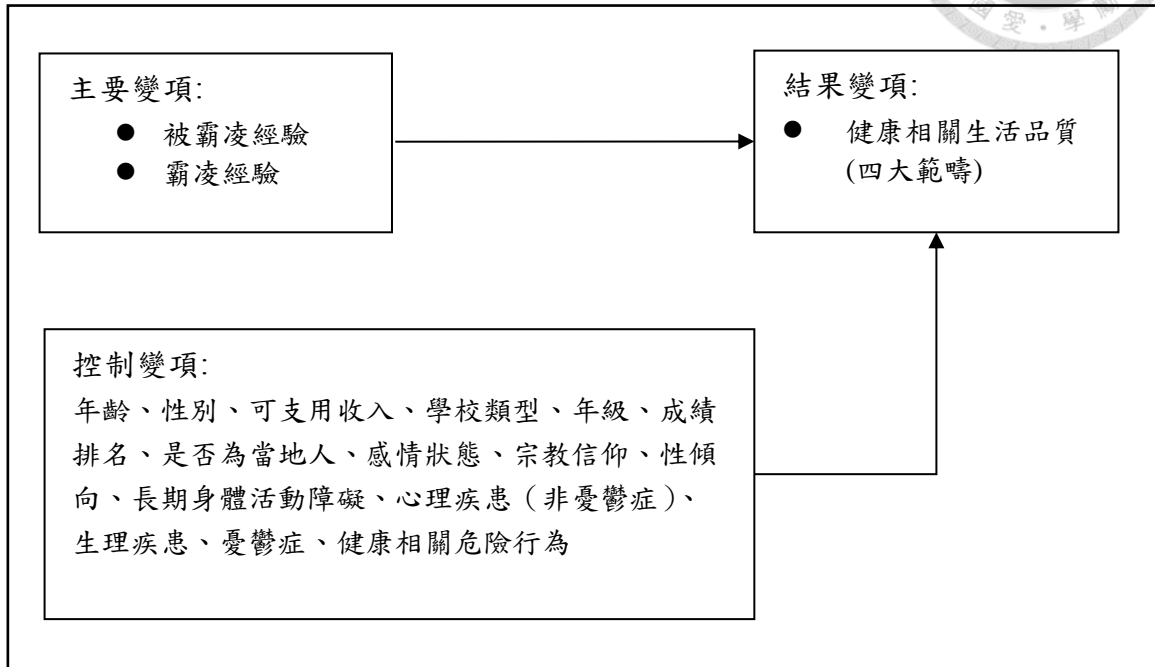 國愛·學
主要變項:
● 被霸凌經驗
● 霸凌經驗
結果變項:
● 健康相關生活品質
(四大範疇)
控制變項:
年齡、性別、可支用收入、學校類型、年級、成績
排名、是否為當地人、感情狀態、宗教信仰、性傾
向、長期身體活動障礙、心理疾患（非憂鬱症）、
生理疾患、憂鬱症、健康相關危險行為